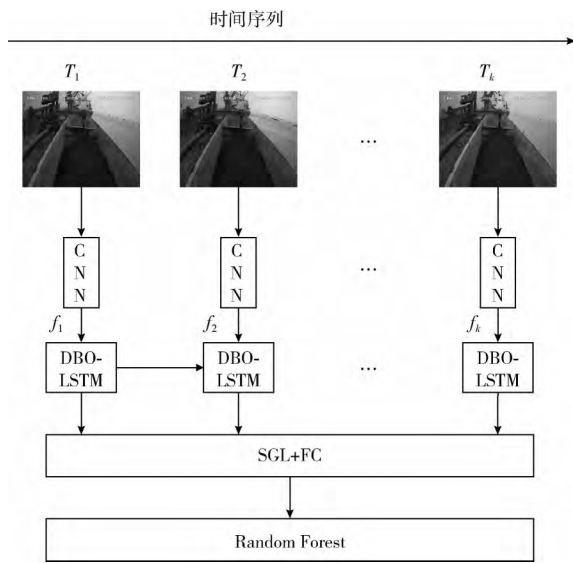 时间序列
T1 T2 Tk
...
C C C
N N ... N
N N N
f1 f2 fk
DBO- DBO- DBO-
LSTM LSTM ... LSTM
SGL+FC
Random Forest